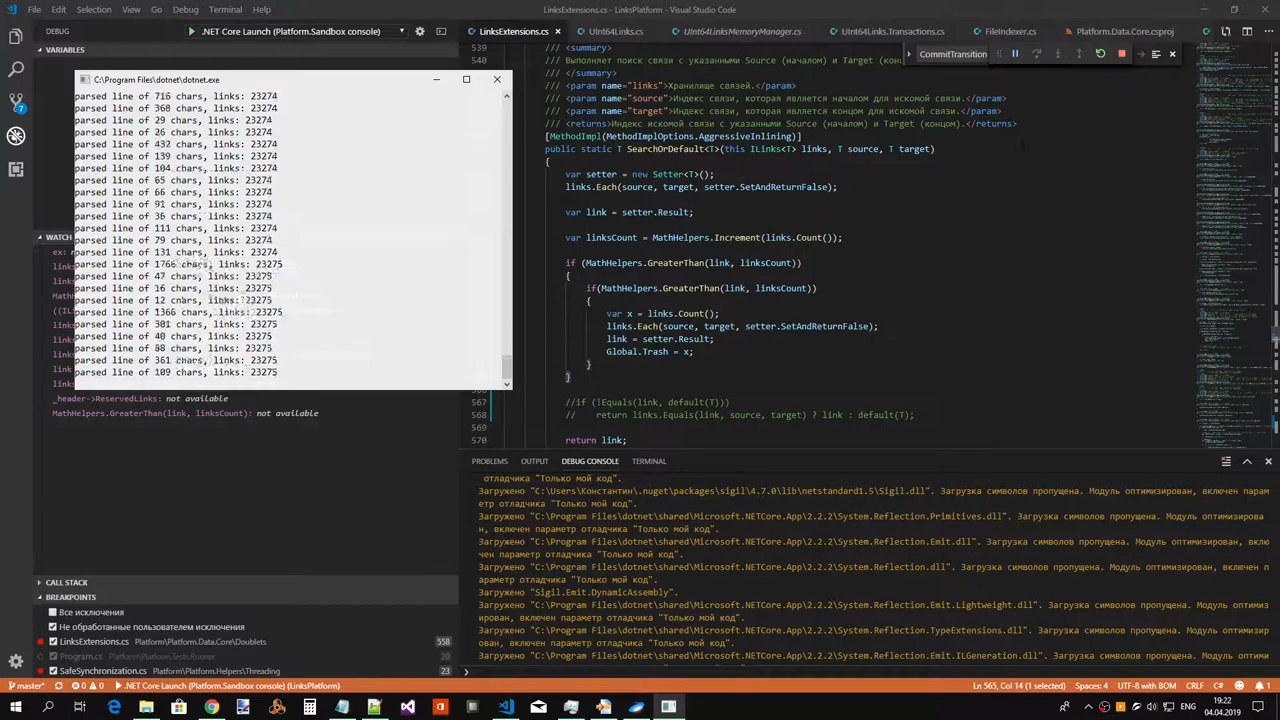 File Edit Selection View Go Debug Terminal Help
LinksExtensions.cs - LinksPlatform - Visual Studio Code
DEBUG
.NET Core Launch (Platform.Sandbox console)
LinksExtensions.cs
UInt64Links.cs
UInt64LinksMemoryManager.cs
UInt64Links.Transactions.cs
FileIndexer.cs
Platform.Data.Core.csproj
VARIABLES
CommitTransition
C:\Program Files\dotnet\dotnet.exe
parsed line of 716 chars, links: 23274
parsed line of 360 chars, links: 23274
parsed line of 29 chars, links: 23274
parsed line of 26 chars, links: 23274
parsed line of 432 chars, links: 23274
parsed line of 139 chars, links: 23274
parsed line of 104 chars, links: 23274
parsed line of 65 chars, links: 23274
parsed line of 66 chars, links: 23274
parsed line of 91 chars, links: 23274
parsed line of 36 chars, links: 23274
parsed line of 111 chars, links: 23274
parsed line of 79 chars, links: 23274
parsed line of 131 chars, links: 23274
chars, links: 23275
parsed line of 47 chars, links: 23275
parsed line of 16 chars, links: 23275
parsed line of 12 chars, links: 23275
parsed line of 1366 chars, links: 23275
parsed line of 301 chars, links: 23275
parsed line of 40 chars, links: 23275
parsed line of 88 chars, links: 23275
parsed line of 361 chars, links: 23275
parsed line of 109 chars, links: 23275
WATCH
_header->ReservedLinks: not available
MathHelpers.GreaterThan(link, linksCount): not available
539
/// <summary>
/// Выполняет поиск связи с указанными Source (началом) и Target (конц
/// </summary>
/// <param name="links">Хранилище связей.</param>
/// <param name="source">Индекс связи, которая является началом для искомой связи.</param>
/// <param name="target">Индекс связи, которая является концом для искомой связи.</param>
/// <returns>Индекс искомой связи с указанными Source (началом) и Target (концом).</returns>
[MethodImpl(MethodImplOptions.AggressiveInlining)]
public static T SearchOrDefault<T>(this ILinks<T> links, T source, T target)
{
var setter = new Setter<T>();
links.Each(source, target, setter.SetAndReturnFalse);
var link = setter.Result;
var linksCount = MathHelpers.Increment(links.Count());
if (MathHelpers.GreaterThan(link, linksCount))
if(MathHelpers.GreaterThan(link, linksCount))
{
var x = links.Count();
links.Each(source, target, setter.SetAndReturnFalse);
link = setter.Result;
Global.Trash = x;
}
567 //if (!Equals(link, default(T)))
568 // return links.Equals(link, source, target) ? link : default(T);
569
570 return link;
PROBLEMS OUTPUT DEBUG CONSOLE TERMINAL
отладчика "Только мой код".
Загружено "C:\Users\Константин\.nuget\packages\sigil\4.7.0\lib\netstandard1.5\Sigil.dll". Загрузка символов пропущена. Модуль оптимизирован, включен парам
етр отладчика "Только мой код".
Загружено "C:\Program Files\dotnet\shared\Microsoft.NETCore.App\2.2.2\System.Reflection.Primitives.dll". Загрузка символов пропущена. Модуль оптимизирова
н, включен параметр отладчика "Только мой код".
Загружено "C:\Program Files\dotnet\shared\Microsoft.NETCore.App\2.2.2\System.Reflection.Emit.dll". Загрузка символов пропущена. Модуль оптимизирован, вклю
чен параметр отладчика "Только мой код".
Загружено "C:\Program Files\dotnet\shared\Microsoft.NETCore.App\2.2.2\System.Reflection.dll". Загрузка символов пропущена. Модуль оптимизирован, включен п
араметр отладчика "Только мой код".
Загружено "Sigil.Emit.DynamicAssembly".
Загружено "C:\Program Files\dotnet\shared\Microsoft.NETCore.App\2.2.2\System.Reflection.Emit.Lightweight.dll". Загрузка символов пропущена. Модуль оптимиз
ирован, включен параметр отладчика "Только мой код".
Загружено "C:\Program Files\dotnet\shared\Microsoft.NETCore.App\2.2.2\System.Reflection.TypeExtensions.dll". Загрузка символов пропущена. Модуль оптимизир
ован, включен параметр отладчика "Только мой код".
Загружено "C:\Program Files\dotnet\shared\Microsoft.NETCore.App\2.2.2\System.Reflection.Emit.ILGeneration.dll". Загрузка символов пропущена. Модуль оптими
CALL STACK
BREAKPOINTS
Все исключения
Не обработанные пользователем исключения
LinksExtensions.cs Platform\Platform.Data.Core\Doublets 558
Program.cs Platform\Platform.Tests.Runner 20
SafeSynchronization.cs Platform\Platform.Helpers\Threading 23
master* 0 0 .NET Core Launch (Platform.Sandbox console) (LinksPlatform)
Ln 565, Col 14 (1 selected) Spaces: 4 UTF-8 with BOM CRLF C# 1
19:22
04.04.2019